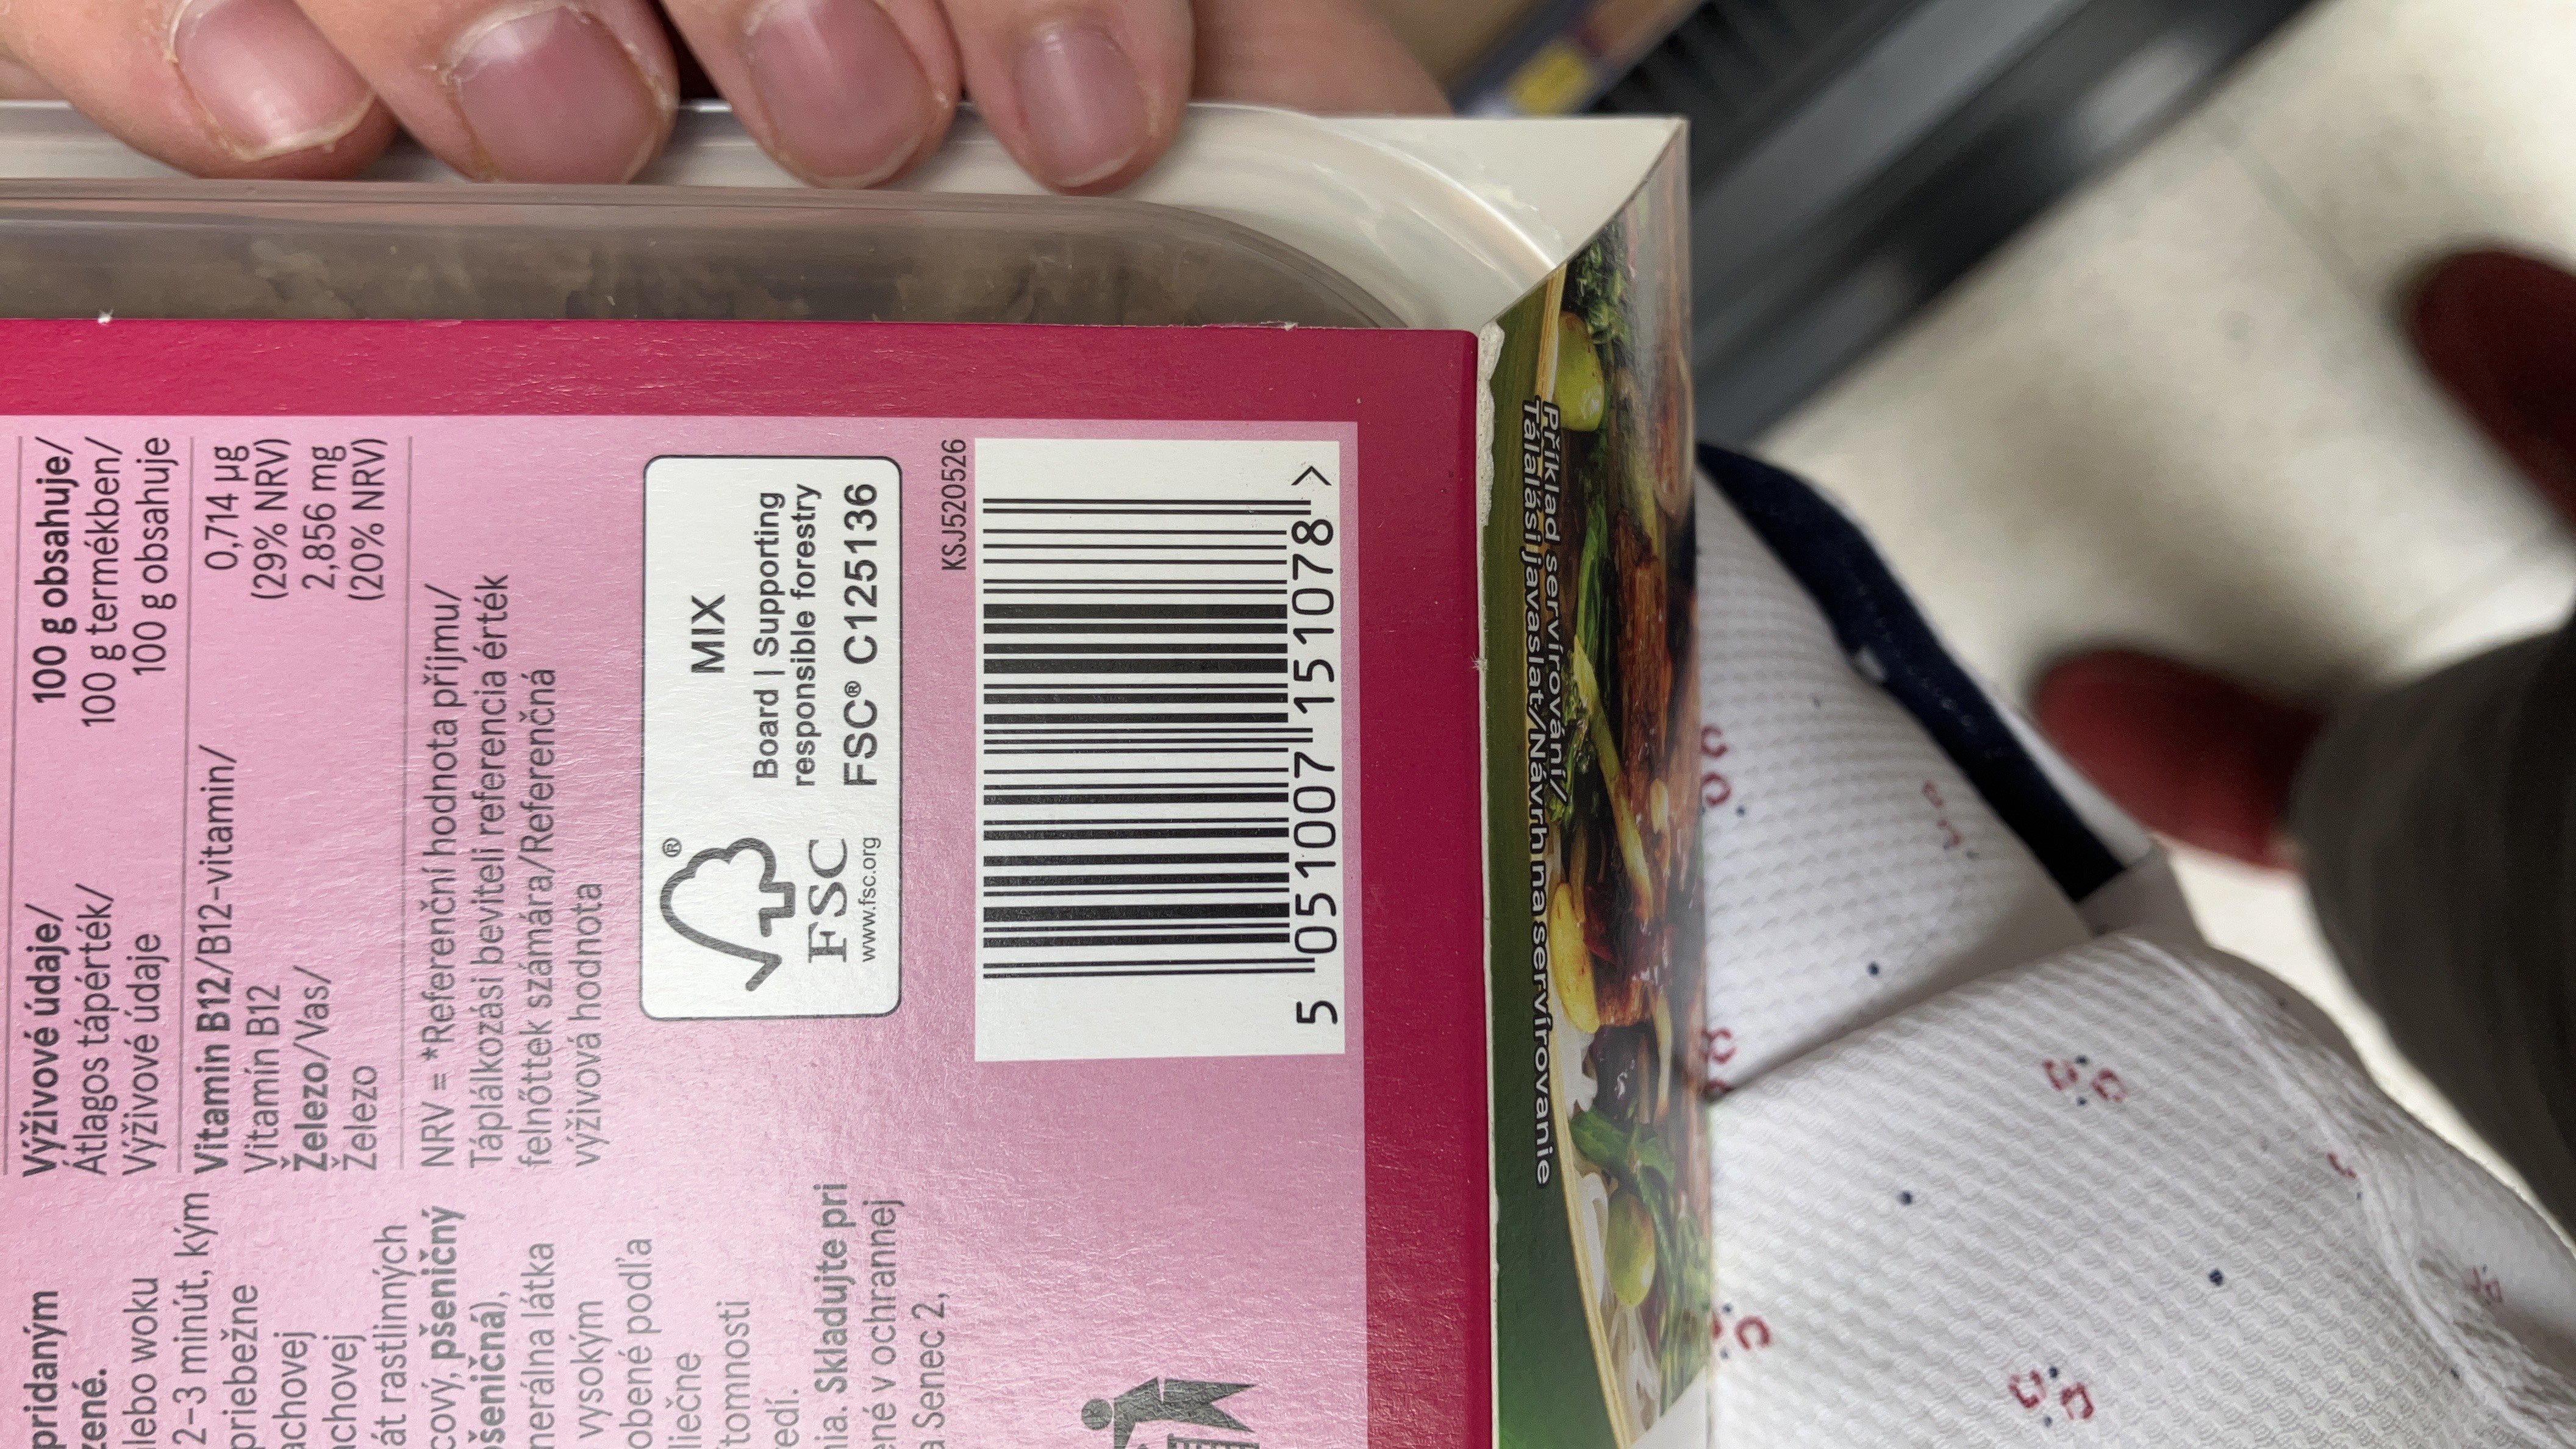 Výživové údaje/ 100 g obsahuje/
Átlagos tápérték/ 100 g termékben/
Výživové údaje 100 g obsahuje
Vitamin B12/B12-vitamin/ 0,714 µg
Vitamín B12 (29% NRV)
Železo/Vas/ 2,856 mg
Železo (20% NRV)
NRV = *Referenční hodnota příjmu/
Táplálkozási beviteli referencia érték
felnőttek számára/Referenčná
výživová hodnota
®
FSC
www.fsc.org
MIX
Board | Supporting
responsible forestry
FSC® C125136
KSJ520526
5 051007 151078 >
pridaným
zené.
lebo woku
2–3 minút, kým
priebežne
achovej
achovej
át rastlinných
cový, pšeničný
pšeničná),
nerálna látka
vysokým
obené podľa
liečne
tomnosti
redí.
nia. Skladujte pri
ené v ochrannej
a Senec 2,
Příklad servírování/
Tálalási javaslat/Návrh na servírovanie